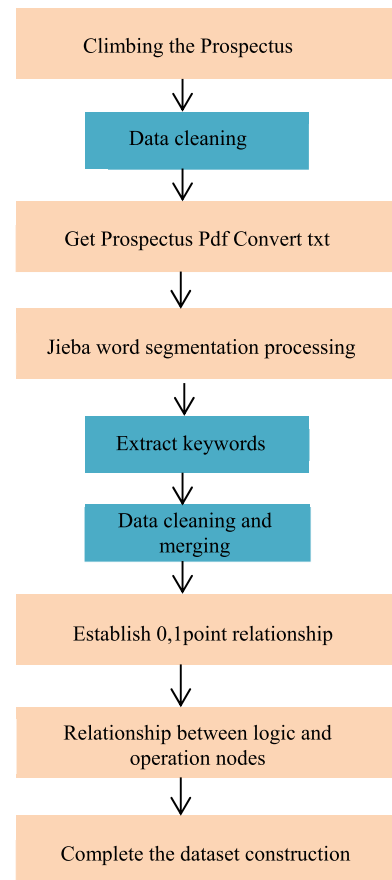 Climbing the Prospectus
Data cleaning
Get Prospectus Pdf Convert txt
Jieba word segmentation processing
Extract keywords
Data cleaning and
merging
Establish 0,1point relationship
Relationship between logic and
operation nodes
Complete the dataset construction